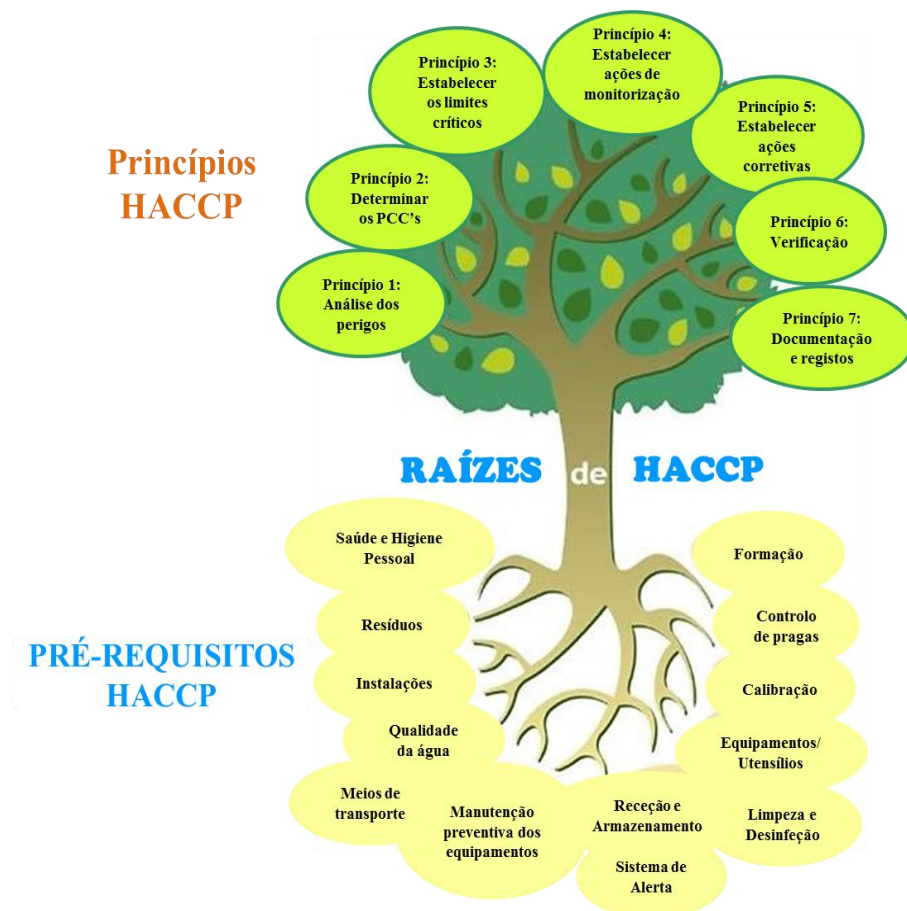 Princípios
HACCP
Princípio 1:
Análise dos
perigos
Princípio 2:
Determinar
os PCC's
Princípio 3:
Estabelecer
os limites
críticos
Princípio 4:
Estabelecer
ações de
monitorização
Princípio 5:
Estabelecer
ações
corretivas
Princípio 6:
Verificação
Princípio 7:
Documentação
e registos
RAÍZES de HACCP
PRÉ-REQUISITOS
HACCP
Saúde e Higiene
Pessoal
Resíduos
Instalações
Qualidade
da água
Meios de
transporte
Manutenção
preventiva dos
equipamentos
Receção e
Armazenamento
Sistema de
Alerta
Formação
Controlo
de pragas
Calibração
Equipamentos/
Utensílios
Limpeza e
Desinfeção